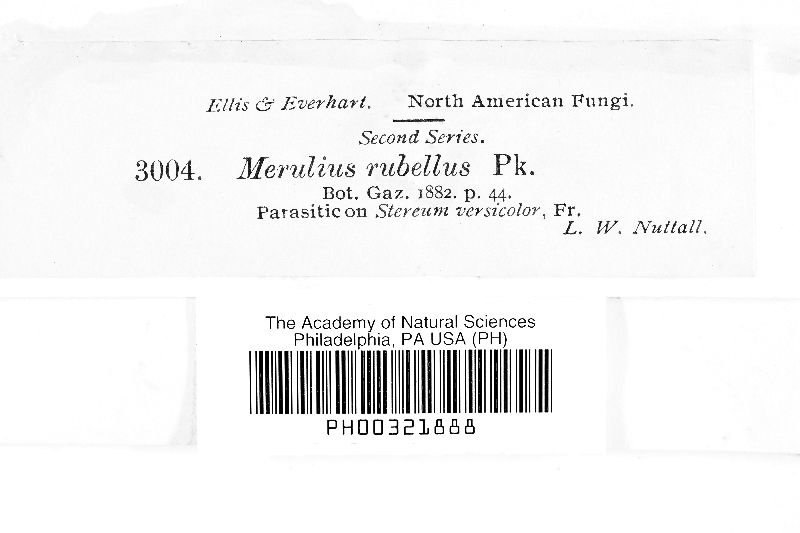 Ellis & Everhart. North American Fungi.
Second Series.
3004. Merulius rubellus Pk.
Bot. Gaz. 1882. p. 44.
Parasitic on Stereum versicolor, Fr.
L. W. Nuttall.
The Academy of Natural Sciences
Philadelphia, PA USA (PH)
PH00321888